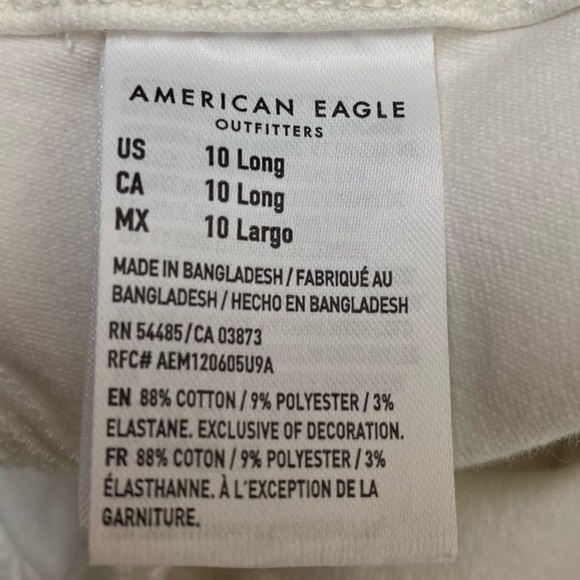 AMERICAN EAGLE
OUTFITTERS
US 10 Long
CA 10 Long
MX 10 Largo
MADE IN BANGLADESH / FABRIQUÉ AU
BANGLADESH / HECHO EN BANGLADESH
RN 54485/CA 03873
RFC# AEM120605U9A
EN 88% COTTON / 9% POLYESTER / 3%
ELASTANE. EXCLUSIVE OF DECORATION.
FR 88% COTON / 9% POLYESTER / 3%
ÉLASTHANNE. À L'EXCEPTION DE LA
GARNITURE.